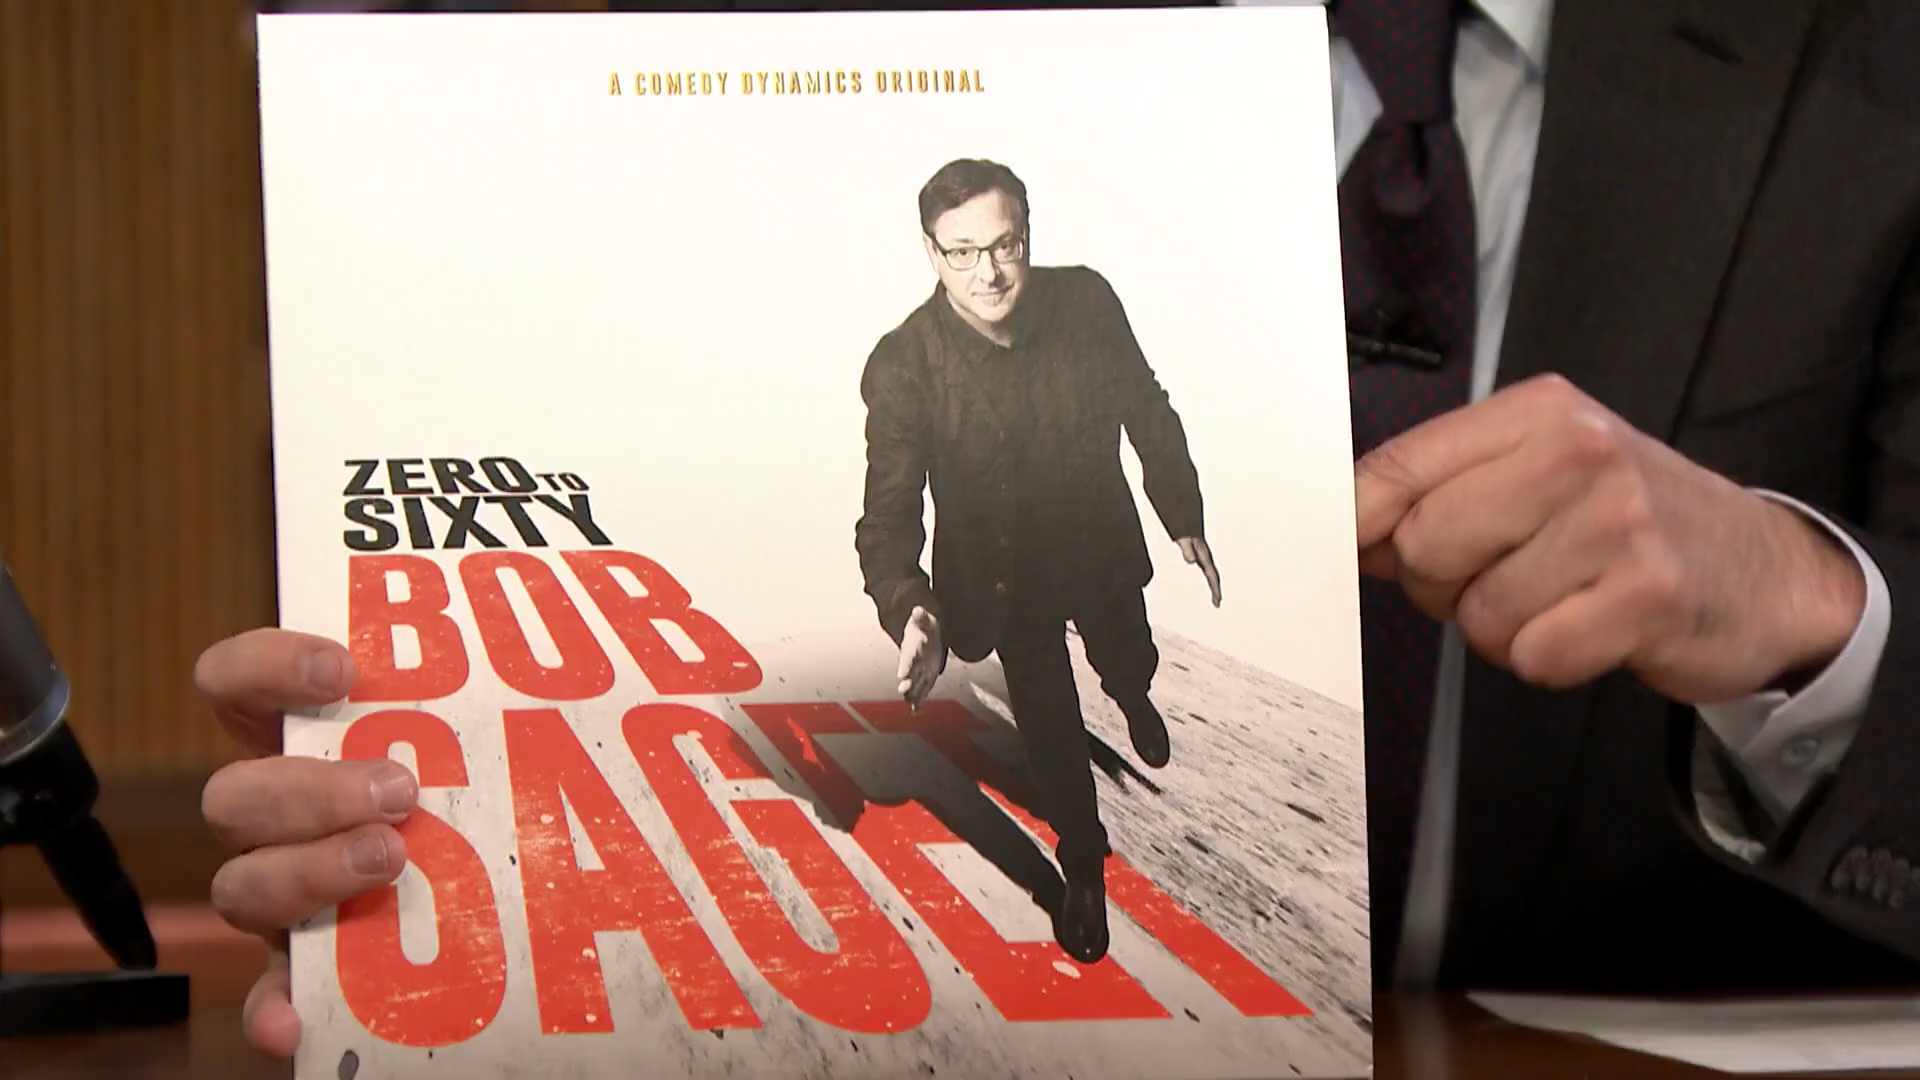 A COMEDY DYNAMICS ORIGINAL
ZERO TO
SIXTY
BOB
SAGET